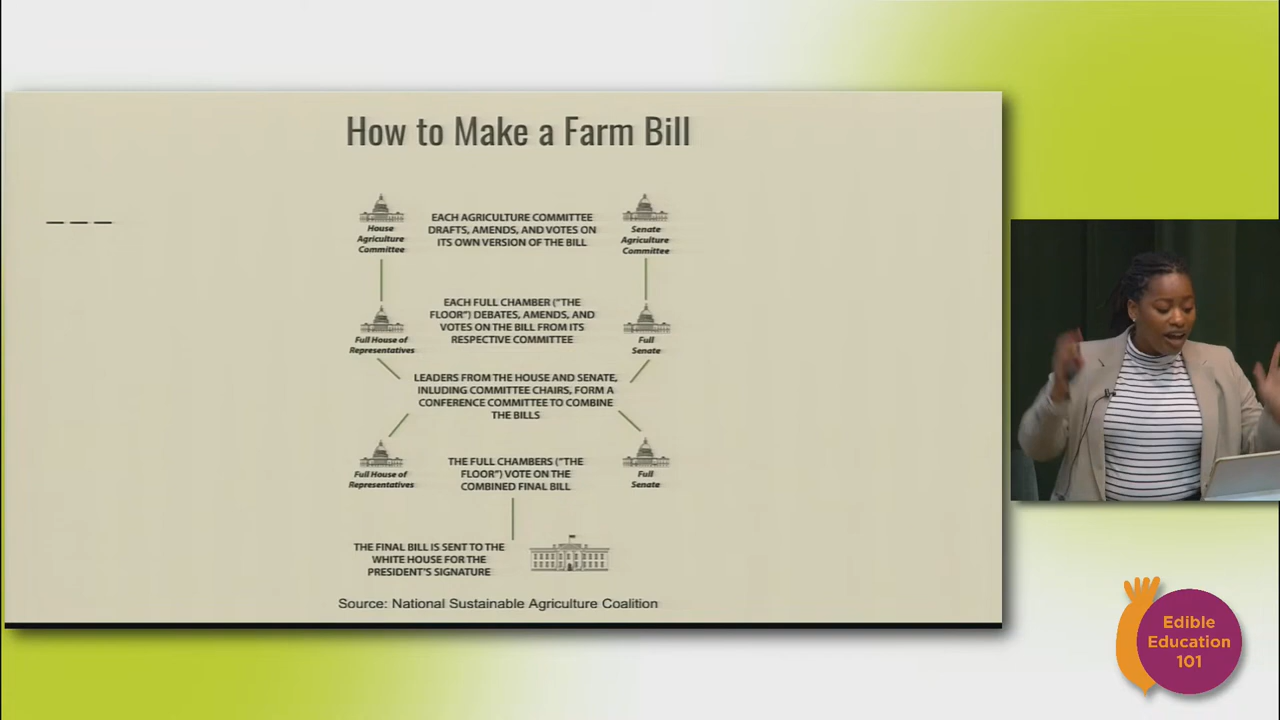 How to Make a Farm Bill
House
Agriculture
Committee
EACH AGRICULTURE COMMITTEE
DRAFTS, AMENDS, AND VOTES ON
ITS OWN VERSION OF THE BILL
Senate
Agriculture
Committee
Full House of
Representatives
EACH FULL CHAMBER ("THE
FLOOR") DEBATES, AMENDS, AND
VOTES ON THE BILL FROM ITS
RESPECTIVE COMMITTEE
Full
Senate
LEADERS FROM THE HOUSE AND SENATE,
INLUDING COMMITTEE CHAIRS, FORM A
CONFERENCE COMMITTEE TO COMBINE
THE BILLS
Full House of
Representatives
THE FULL CHAMBERS ("THE
FLOOR") VOTE ON THE
COMBINED FINAL BILL
Full
Senate
THE FINAL BILL IS SENT TO THE
WHITE HOUSE FOR THE
PRESIDENT'S SIGNATURE
Source: National Sustainable Agriculture Coalition
Edible
Education
101